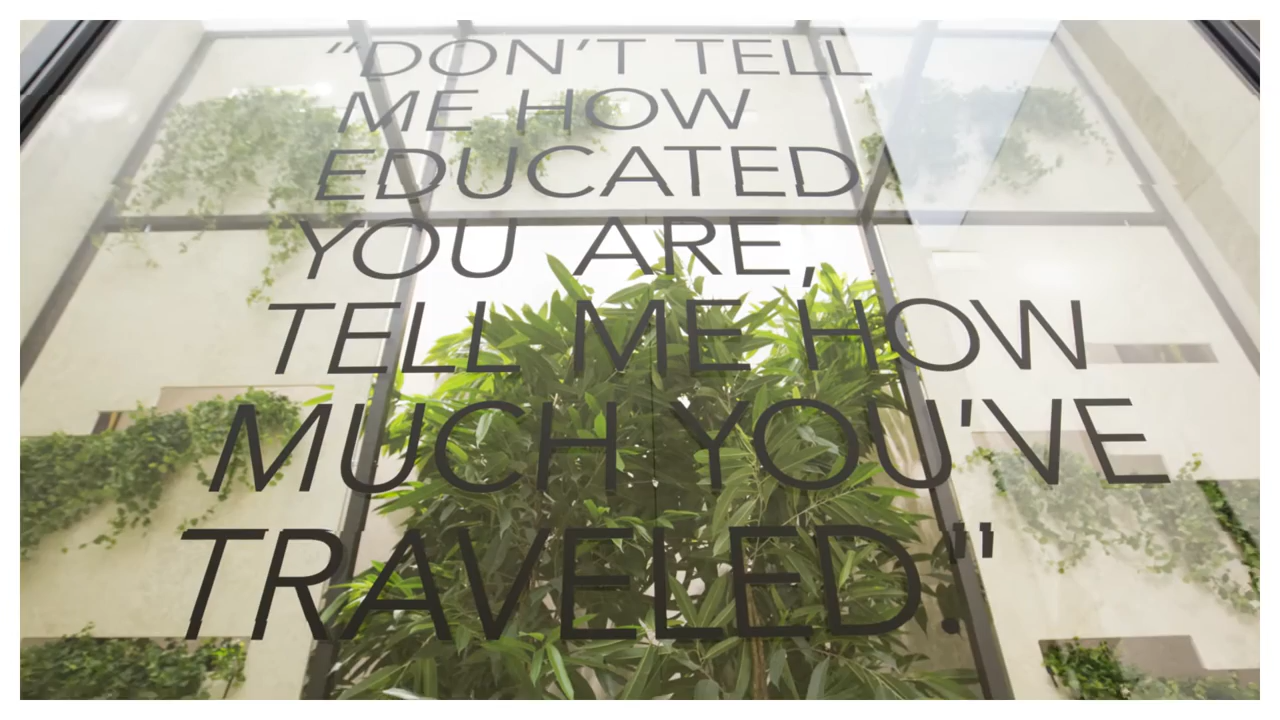 “DON’T TELL
ME HOW
EDUCATED
YOU ARE,
TELL ME HOW
MUCH YOU'VE
TRAVELED."